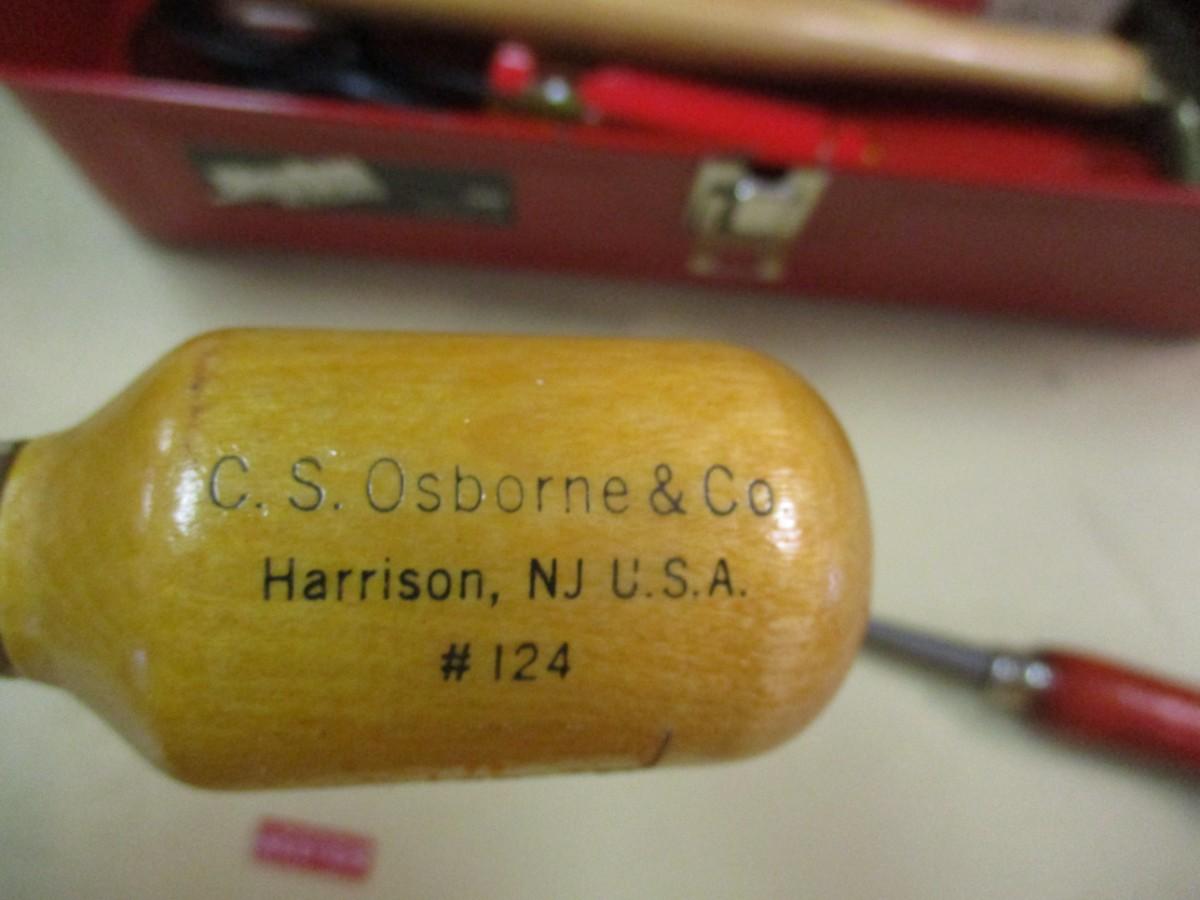 C. S. Osborne & Co
Harrison, NJ U.S.A.
#124